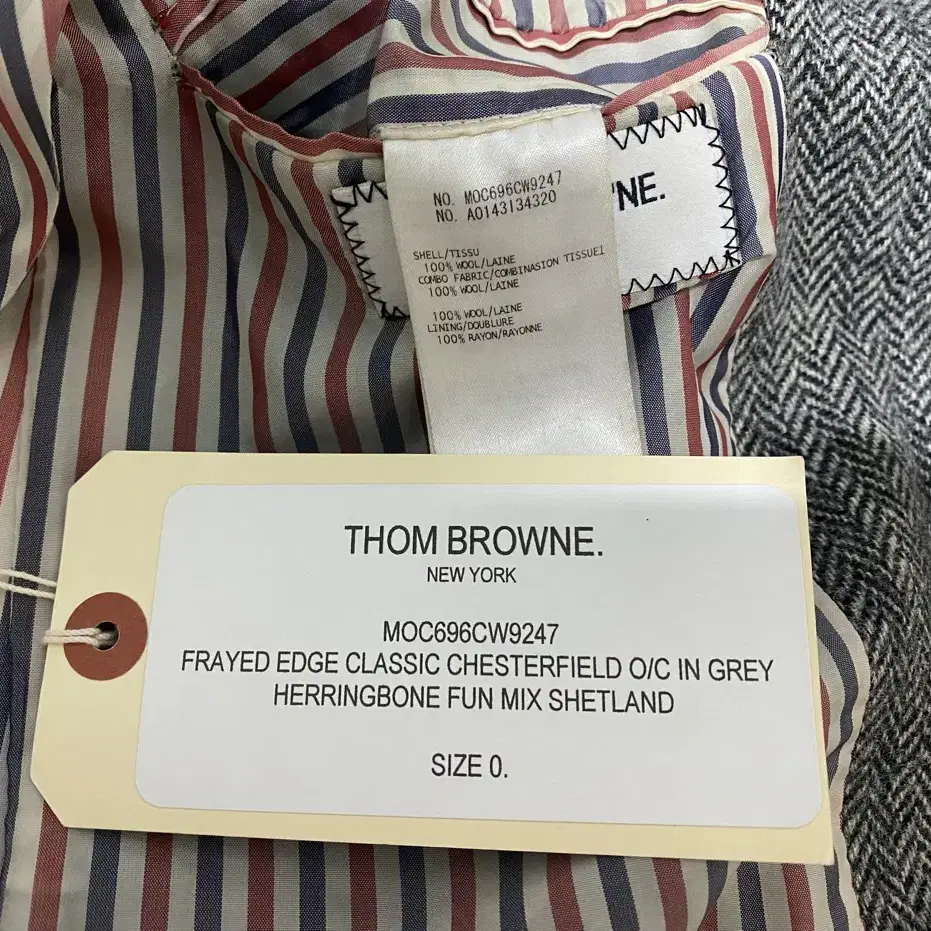 NO. MOC696CW9247
NO. A0143134320
NE.
SHELL/TISSU
100% WOOL/LAINE
COMBO FABRIC/COMBINASION TISSUE1
100% WOOL/LAINE
100% WOOL/LAINE
LINING/DOUBLURE
100% RAYON/RAYONNE
THOM BROWNE.
NEW YORK
MOC696CW9247
FRAYED EDGE CLASSIC CHESTERFIELD O/C IN GREY
HERRINGBONE FUN MIX SHETLAND
SIZE 0.